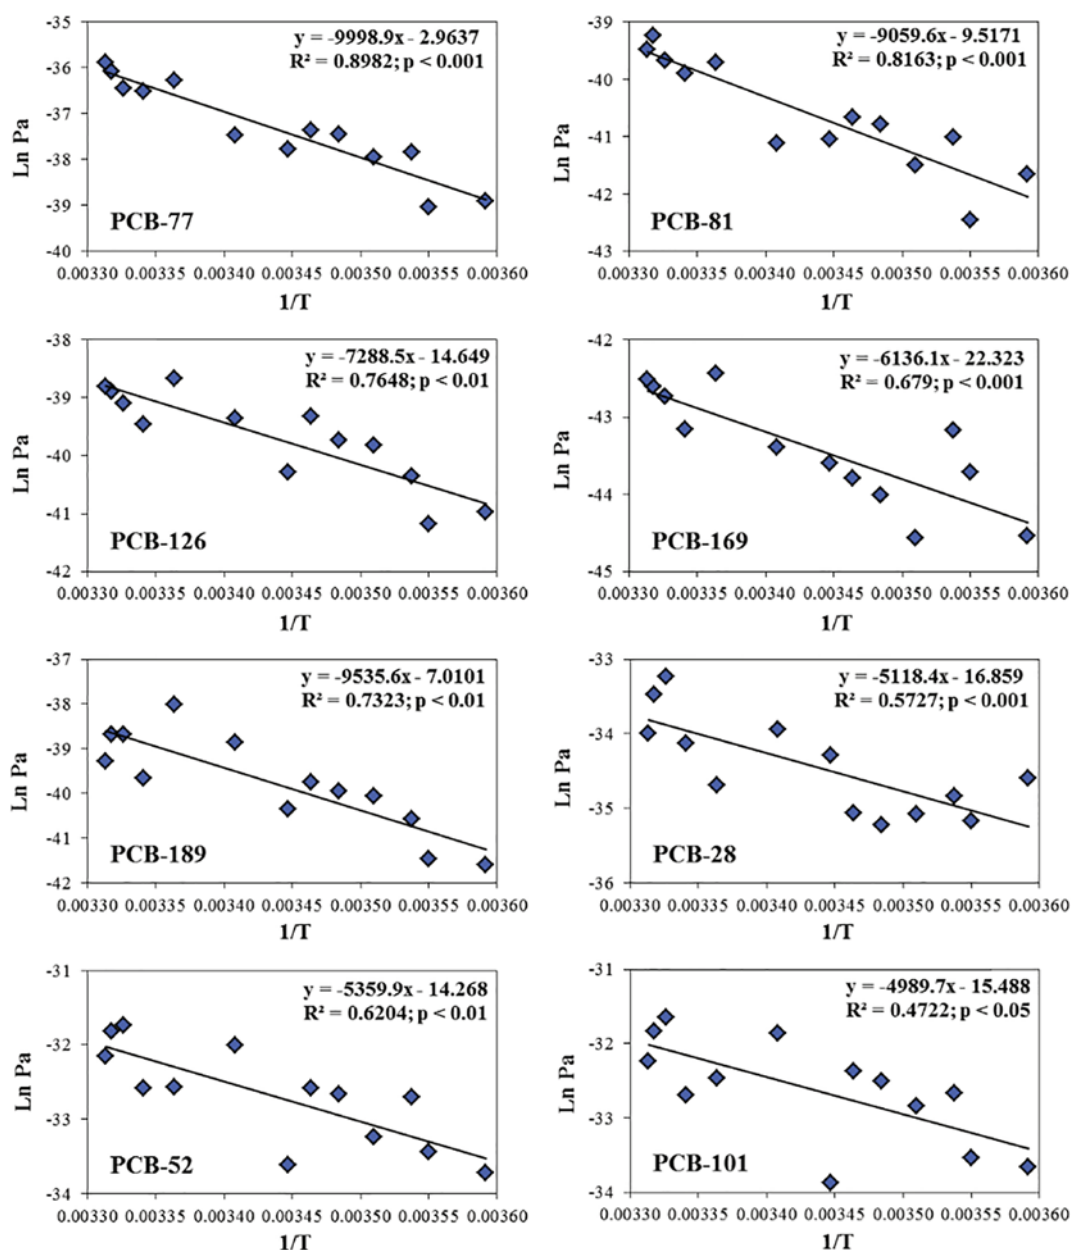 -35
-36
-37
-38
-39
-40
Ln Pa
y = -9998.9x - 2.9637
R² = 0.8982; p < 0.001
PCB-77
0.00330 0.00335 0.00340 0.00345 0.00350 0.00355 0.00360
1/T
-39
-40
-41
-42
-43
Ln Pa
y = -9059.6x - 9.5171
R² = 0.8163; p < 0.001
PCB-81
0.00330 0.00335 0.00340 0.00345 0.00350 0.00355 0.00360
1/T
-38
-39
-40
-41
-42
Ln Pa
y = -7288.5x - 14.649
R² = 0.7648; p < 0.01
PCB-126
0.00330 0.00335 0.00340 0.00345 0.00350 0.00355 0.00360
1/T
-42
-43
-44
-45
Ln Pa
y = -6136.1x - 22.323
R² = 0.679; p < 0.001
PCB-169
0.00330 0.00335 0.00340 0.00345 0.00350 0.00355 0.00360
1/T
-37
-38
-39
-40
-41
-42
Ln Pa
y = -9535.6x - 7.0101
R² = 0.7323; p < 0.01
PCB-189
0.00330 0.00335 0.00340 0.00345 0.00350 0.00355 0.00360
1/T
-33
-34
-35
-36
Ln Pa
y = -5118.4x - 16.859
R² = 0.5727; p < 0.001
PCB-28
0.00330 0.00335 0.00340 0.00345 0.00350 0.00355 0.00360
1/T
-31
-32
-33
-34
Ln Pa
y = -5359.9x - 14.268
R² = 0.6204; p < 0.01
PCB-52
0.00330 0.00335 0.00340 0.00345 0.00350 0.00355 0.00360
1/T
-31
-32
-33
-34
Ln Pa
y = -4989.7x - 15.488
R² = 0.4722; p < 0.05
PCB-101
0.00330 0.00335 0.00340 0.00345 0.00350 0.00355 0.00360
1/T